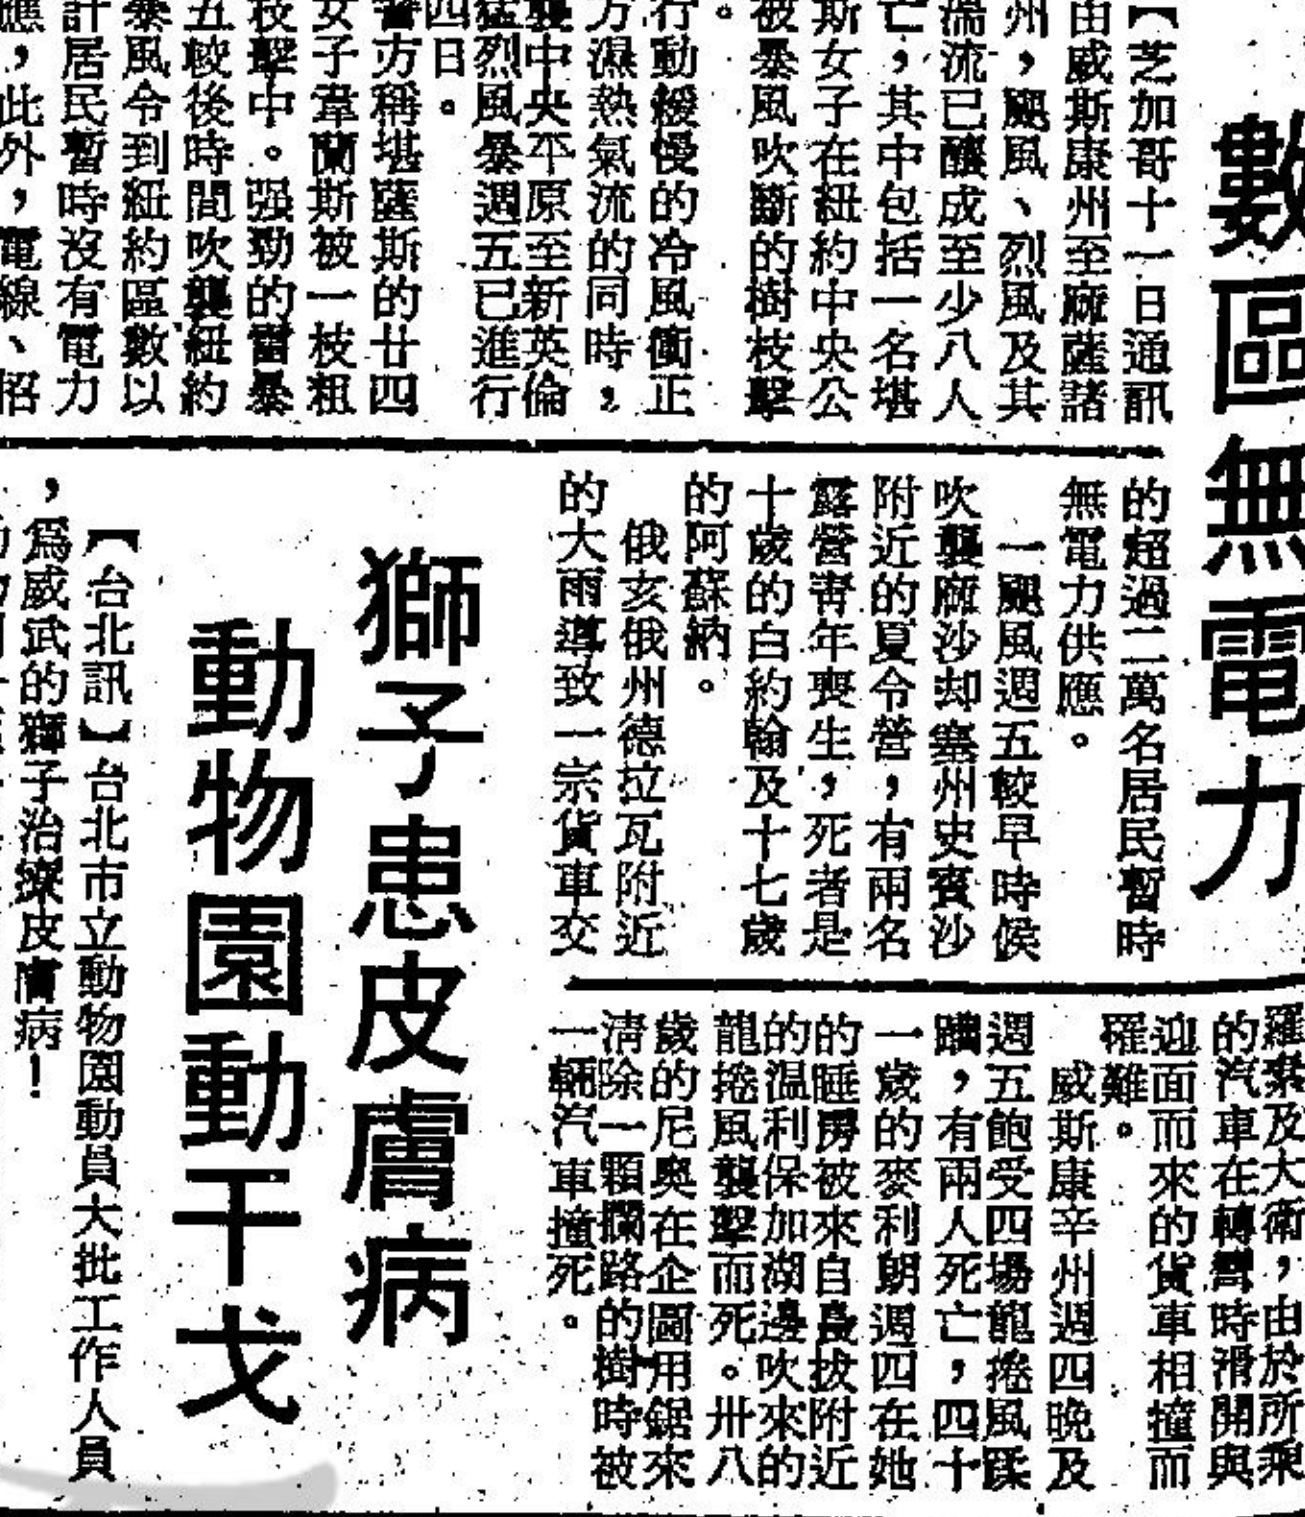 數區無電力
【芝加哥十一日通訊
由威斯康州至麻薩諸
州，颶風、烈風及其
湍流已釀成至少八人
亡，其中包括一名堪
斯女子在紐約中央公
被暴風吹斷的樹枝擊
。
行動緩慢的冷風衝正
方濕熱氣流的同時，
襲中央平原至新英倫
猛烈風暴週五已進行
四日。
警方稱堪薩斯的廿四
女子韋蘭斯被一枝粗
枝擊中。强勁的雷暴
五較後時間吹襲紐約
暴風令到紐約區數以
計居民暫時沒有電力
應，此外，電線、招
的超過二萬名居民暫時
無電力供應。
一颶風週五較早時候
吹襲麻沙却塞州史賓沙
附近的夏令營，有兩名
露營青年喪生，死者是
十歲的白約翰及十七歲
的阿蘇納。
俄亥俄州德拉瓦附近
的大雨導致一宗貨車交
羅素及大衛，由於所乘
的汽車在轉彎時滑開與
迎面而來的貨車相撞而
罹難。
威斯康辛州週四晚及
週五飽受四場龍捲風蹂
躪，有兩人死亡，四十
一歲的麥利朗週四在她
的睡房被來自良拔附近
的温利保加湖邊吹來的
龍捲風襲擊而死。卅八
歲的尼奧在企圖用鋸來
清除一顆攔路的樹時被
一輛汽車撞死。
獅子患皮膚病
動物園動干戈
【台北訊】台北市立動物園動員大批工作人員
，爲威武的獅子治療皮膚病！